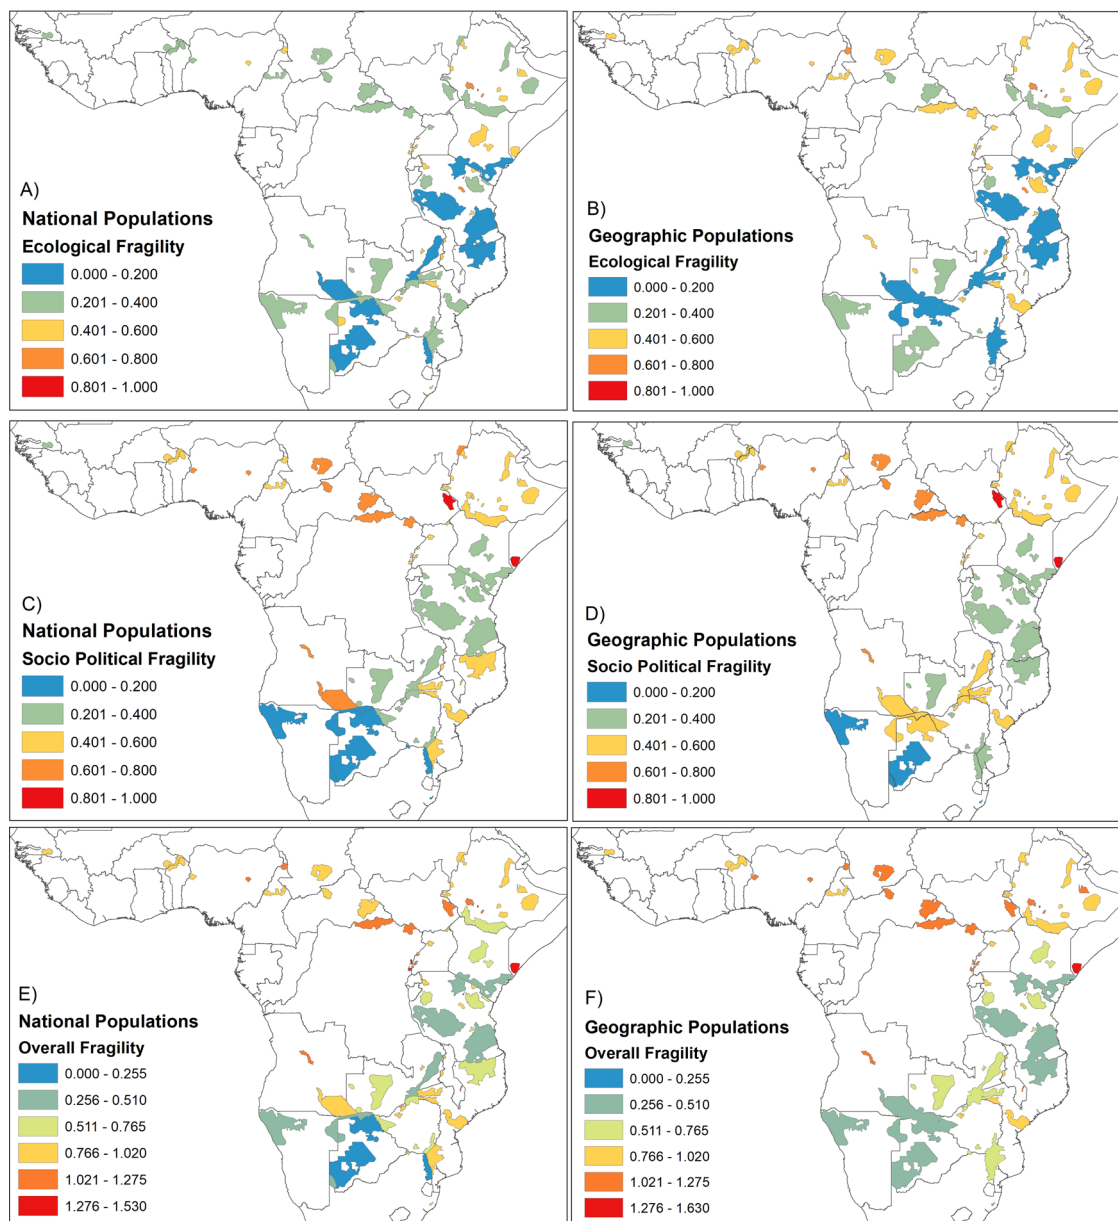 A)
National Populations
Ecological Fragility
0.000 - 0.200
0.201 - 0.400
0.401 - 0.600
0.601 - 0.800
0.801 - 1.000
B)
Geographic Populations
Ecological Fragility
0.000 - 0.200
0.201 - 0.400
0.401 - 0.600
0.601 - 0.800
0.801 - 1.000
C)
National Populations
Socio Political Fragility
0.000 - 0.200
0.201 - 0.400
0.401 - 0.600
0.601 - 0.800
0.801 - 1.000
D)
Geographic Populations
Socio Political Fragility
0.000 - 0.200
0.201 - 0.400
0.401 - 0.600
0.601 - 0.800
0.801 - 1.000
E)
National Populations
Overall Fragility
0.000 - 0.255
0.256 - 0.510
0.511 - 0.765
0.766 - 1.020
1.021 - 1.275
1.276 - 1.530
F)
Geographic Populations
Overall Fragility
0.000 - 0.255
0.256 - 0.510
0.511 - 0.765
0.766 - 1.020
1.021 - 1.275
1.276 - 1.630